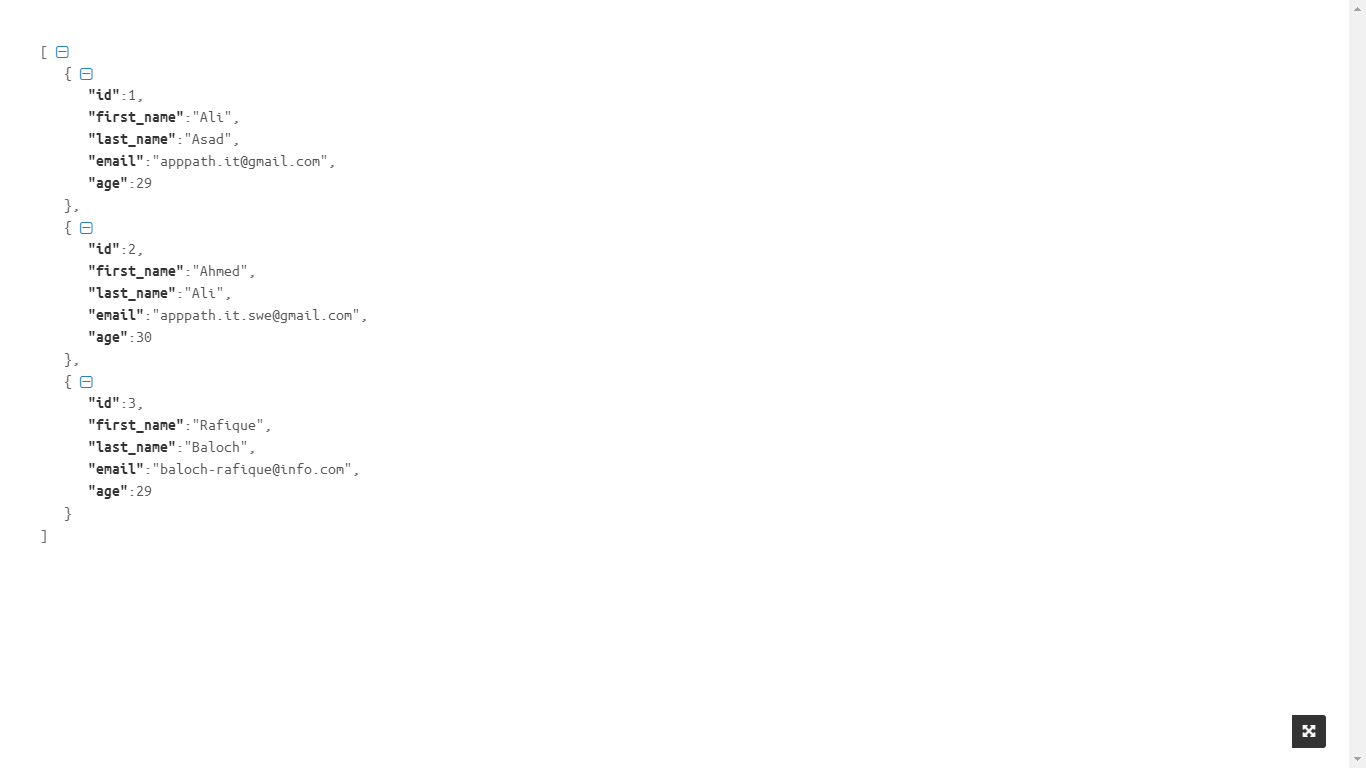 [
{
"id":1,
"first_name":"Ali",
"last_name":"Asad",
"email":"apppath.it@gmail.com",
"age":29
},
{
"id":2,
"first_name":"Ahmed",
"last_name":"Ali",
"email":"apppath.it.swe@gmail.com",
"age":30
},
{
"id":3,
"first_name":"Rafique",
"last_name":"Baloch",
"email":"baloch-rafique@info.com",
"age":29
}
]